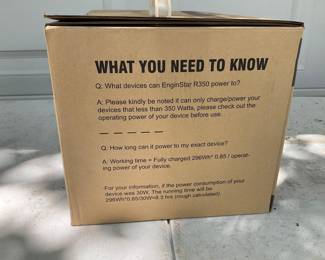 WHAT YOU NEED TO KNOW
Q: What devices can EnginStar R350 power to?
A: Please kindly be noted it can only charge/power your
devices that less than 350 Watts, please check out the
operating power of your device before use.
— — — — —
Q: How long can it power to my exact device?
A: Working time = Fully charged 296Wh* 0.85 / operat-
ing power of your device.
For your information, if the power consumption of your
device was 30W, The running time will be
296Wh*0.85/30W=8.3 hrs (rough calculated)